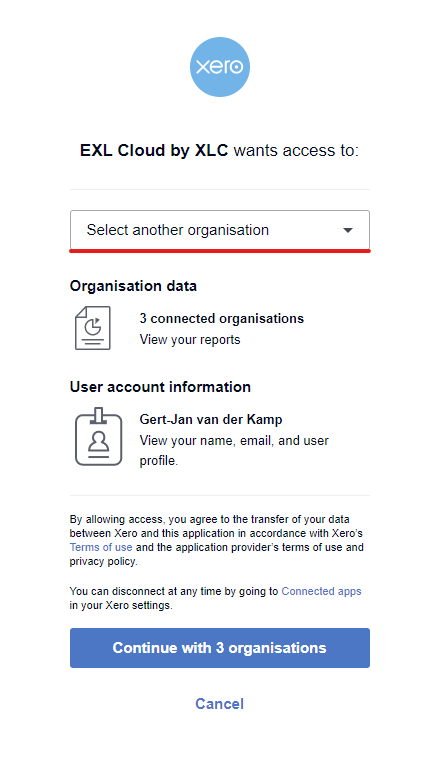 xero
EXL Cloud by XLC wants access to:
Select another organisation
Organisation data
3 connected organisations
View your reports
User account information
Gert-Jan van der Kamp
View your name, email, and user
profile.
By allowing access, you agree to the transfer of your data
between Xero and this application in accordance with Xero's
Terms of use and the application provider's terms of use and
privacy policy.
You can disconnect at any time by going to Connected apps
in your Xero settings.
Continue with 3 organisations
Cancel